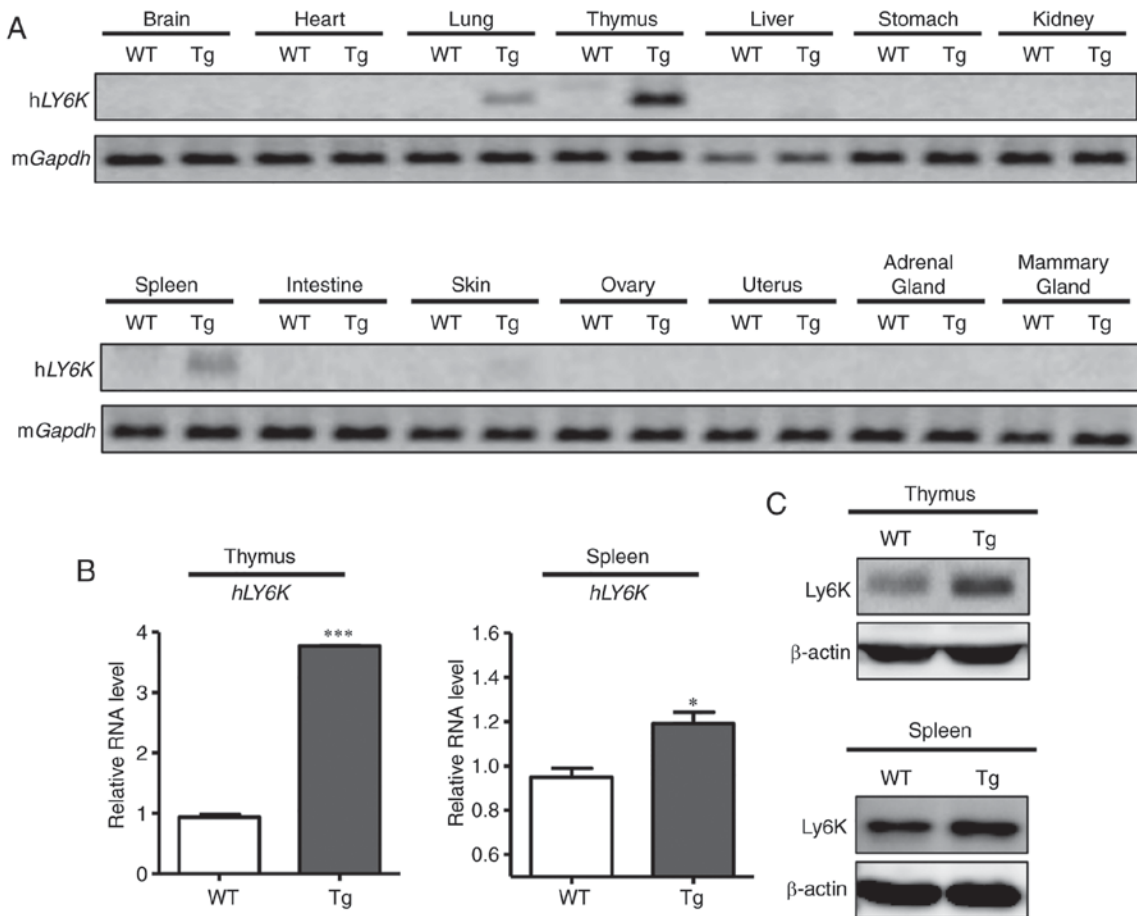 A
Brain Heart Lung Thymus Liver Stomach Kidney
WT Tg WT Tg WT Tg WT Tg WT Tg WT Tg WT Tg
hLY6K
mGapdh
Spleen Intestine Skin Ovary Uterus Adrenal Gland Mammary Gland
WT Tg WT Tg WT Tg WT Tg WT Tg WT Tg WT Tg
hLY6K
mGapdh
B
Thymus
hLY6K
Relative RNA level
4
3
2
1
0
***
WT Tg
Spleen
hLY6K
Relative RNA level
1.6
1.4
1.2
1.0
0.8
0.6
*
WT Tg
C
Thymus
WT Tg
Ly6K
β-actin
Spleen
WT Tg
Ly6K
β-actin